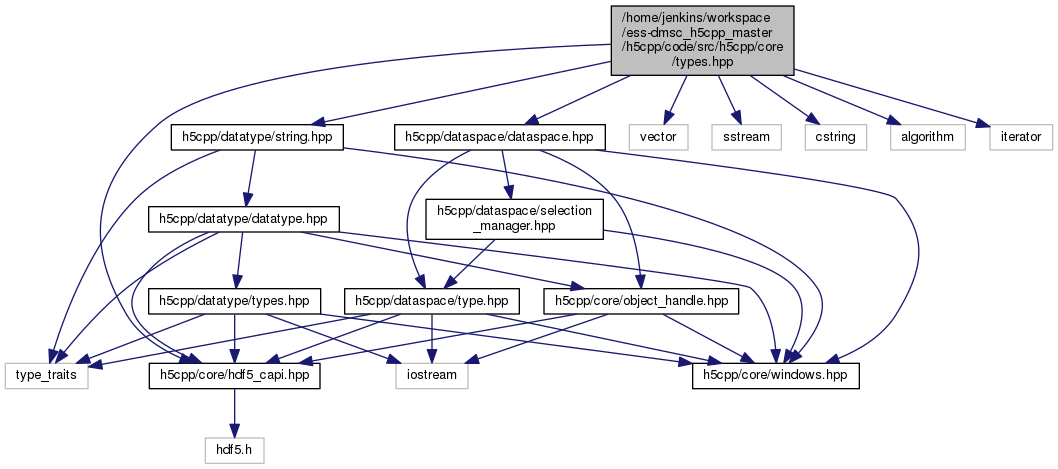 /home/jenkins/workspace
/ess-dmsc_h5cpp_master
/h5cpp/code/src/h5cpp/core
/types.hpp
h5cpp/datatype/string.hpp
h5cpp/dataspace/dataspace.hpp
vector
sstream
cstring
algorithm
iterator
h5cpp/datatype/datatype.hpp
h5cpp/dataspace/selection
_manager.hpp
h5cpp/datatype/types.hpp
h5cpp/dataspace/type.hpp
h5cpp/core/object_handle.hpp
type_traits
h5cpp/core/hdf5_capi.hpp
iostream
h5cpp/core/windows.hpp
hdf5.h